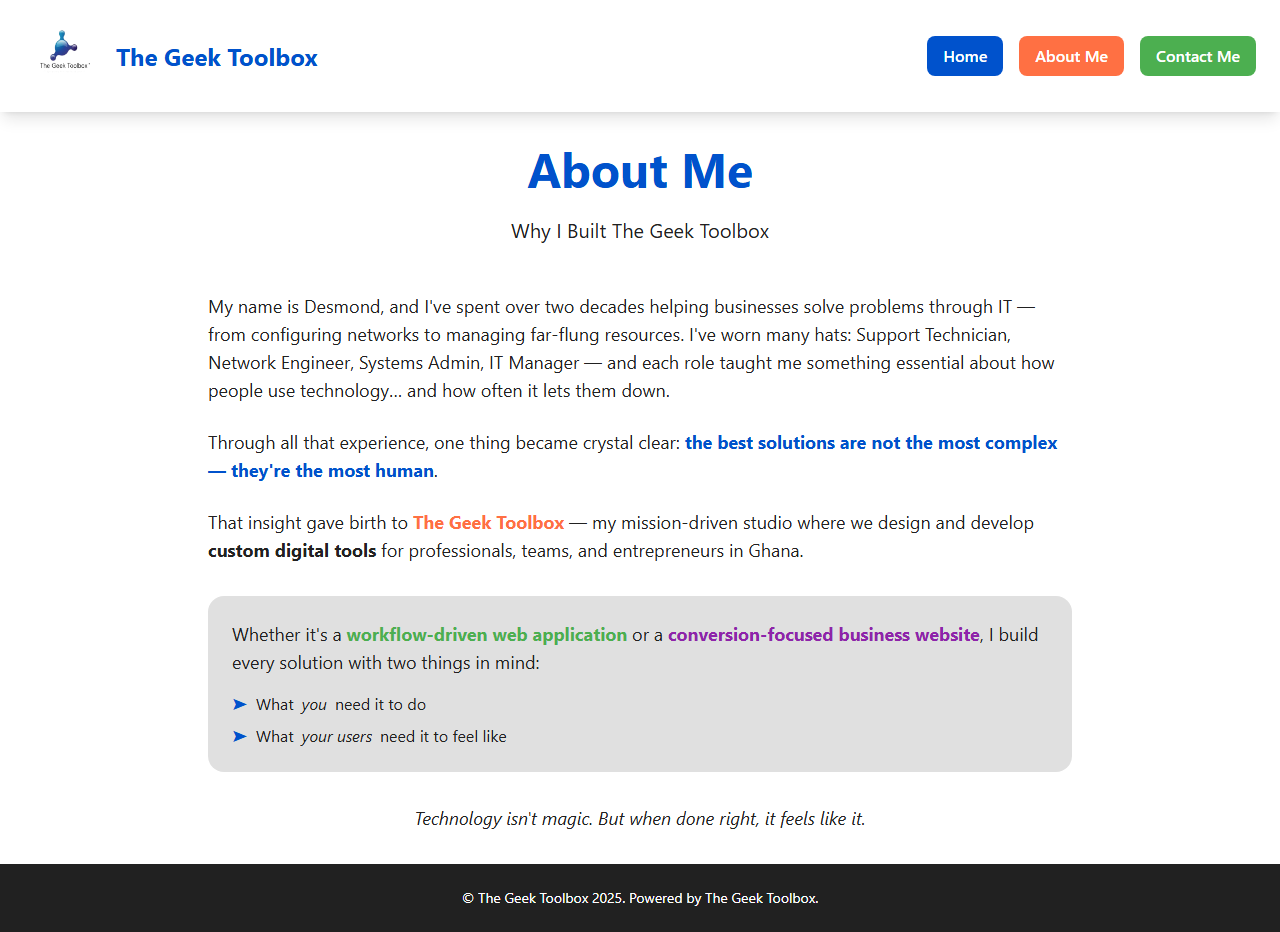 The Geek Toolbox
The Geek Toolbox
Home
About Me
Contact Me
About Me
Why I Built The Geek Toolbox
My name is Desmond, and I've spent over two decades helping businesses solve problems through IT —
from configuring networks to managing far-flung resources. I've worn many hats: Support Technician,
Network Engineer, Systems Admin, IT Manager — and each role taught me something essential about how
people use technology... and how often it lets them down.
Through all that experience, one thing became crystal clear: the best solutions are not the most complex
— they're the most human.
That insight gave birth to The Geek Toolbox — my mission-driven studio where we design and develop
custom digital tools for professionals, teams, and entrepreneurs in Ghana.
Whether it's a workflow-driven web application or a conversion-focused business website, I build
every solution with two things in mind:
➤ What you need it to do
➤ What your users need it to feel like
Technology isn't magic. But when done right, it feels like it.
© The Geek Toolbox 2025. Powered by The Geek Toolbox.